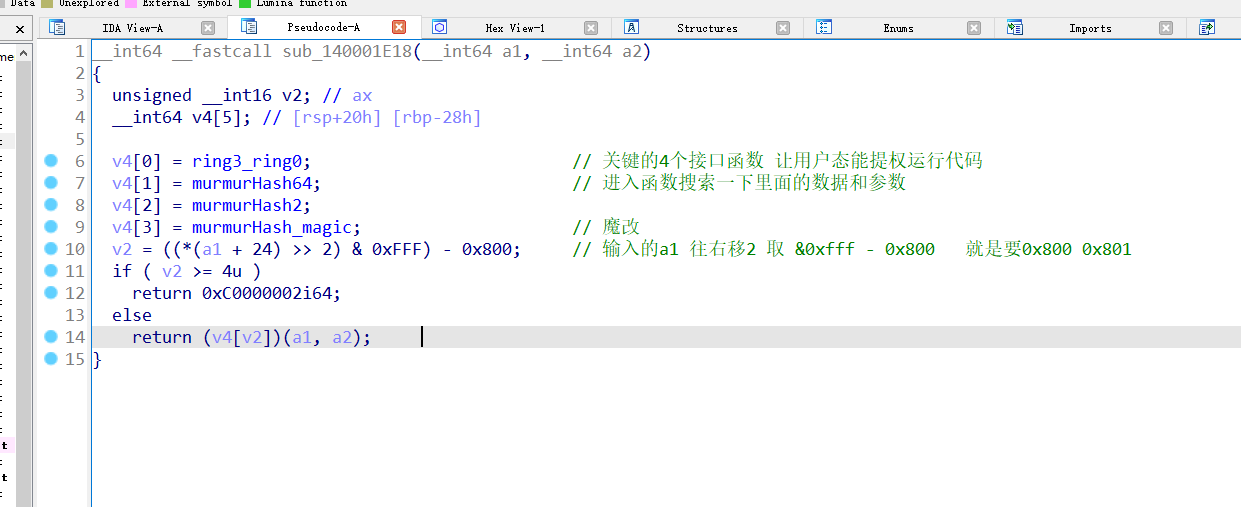 Data Unexplored External symbol Lumina function
IDA View-A Pseudocode-A Hex View-1 Structures Enums Imports
1 __int64 __fastcall sub_140001E18(__int64 a1, __int64 a2)
2 {
3 unsigned __int16 v2; // ax
4 __int64 v4[5]; // [rsp+20h] [rbp-28h]
5
6 v4[0] = ring3_ring0; // 关键的4个接口函数 让用户态能提权运行代码
7 v4[1] = murmurHash64; // 进入函数搜索一下里面的数据和参数
8 v4[2] = murmurHash2;
9 v4[3] = murmurHash_magic; // 魔改
10 v2 = ((*(a1 + 24) >> 2) & 0xFFF) - 0x800; // 输入的a1 往右移2 取 &0xfff - 0x800 就是要0x800 0x801
11 if ( v2 >= 4u )
12 return 0xC0000002i64;
13 else
14 return (v4[v2])(a1, a2);
15 }